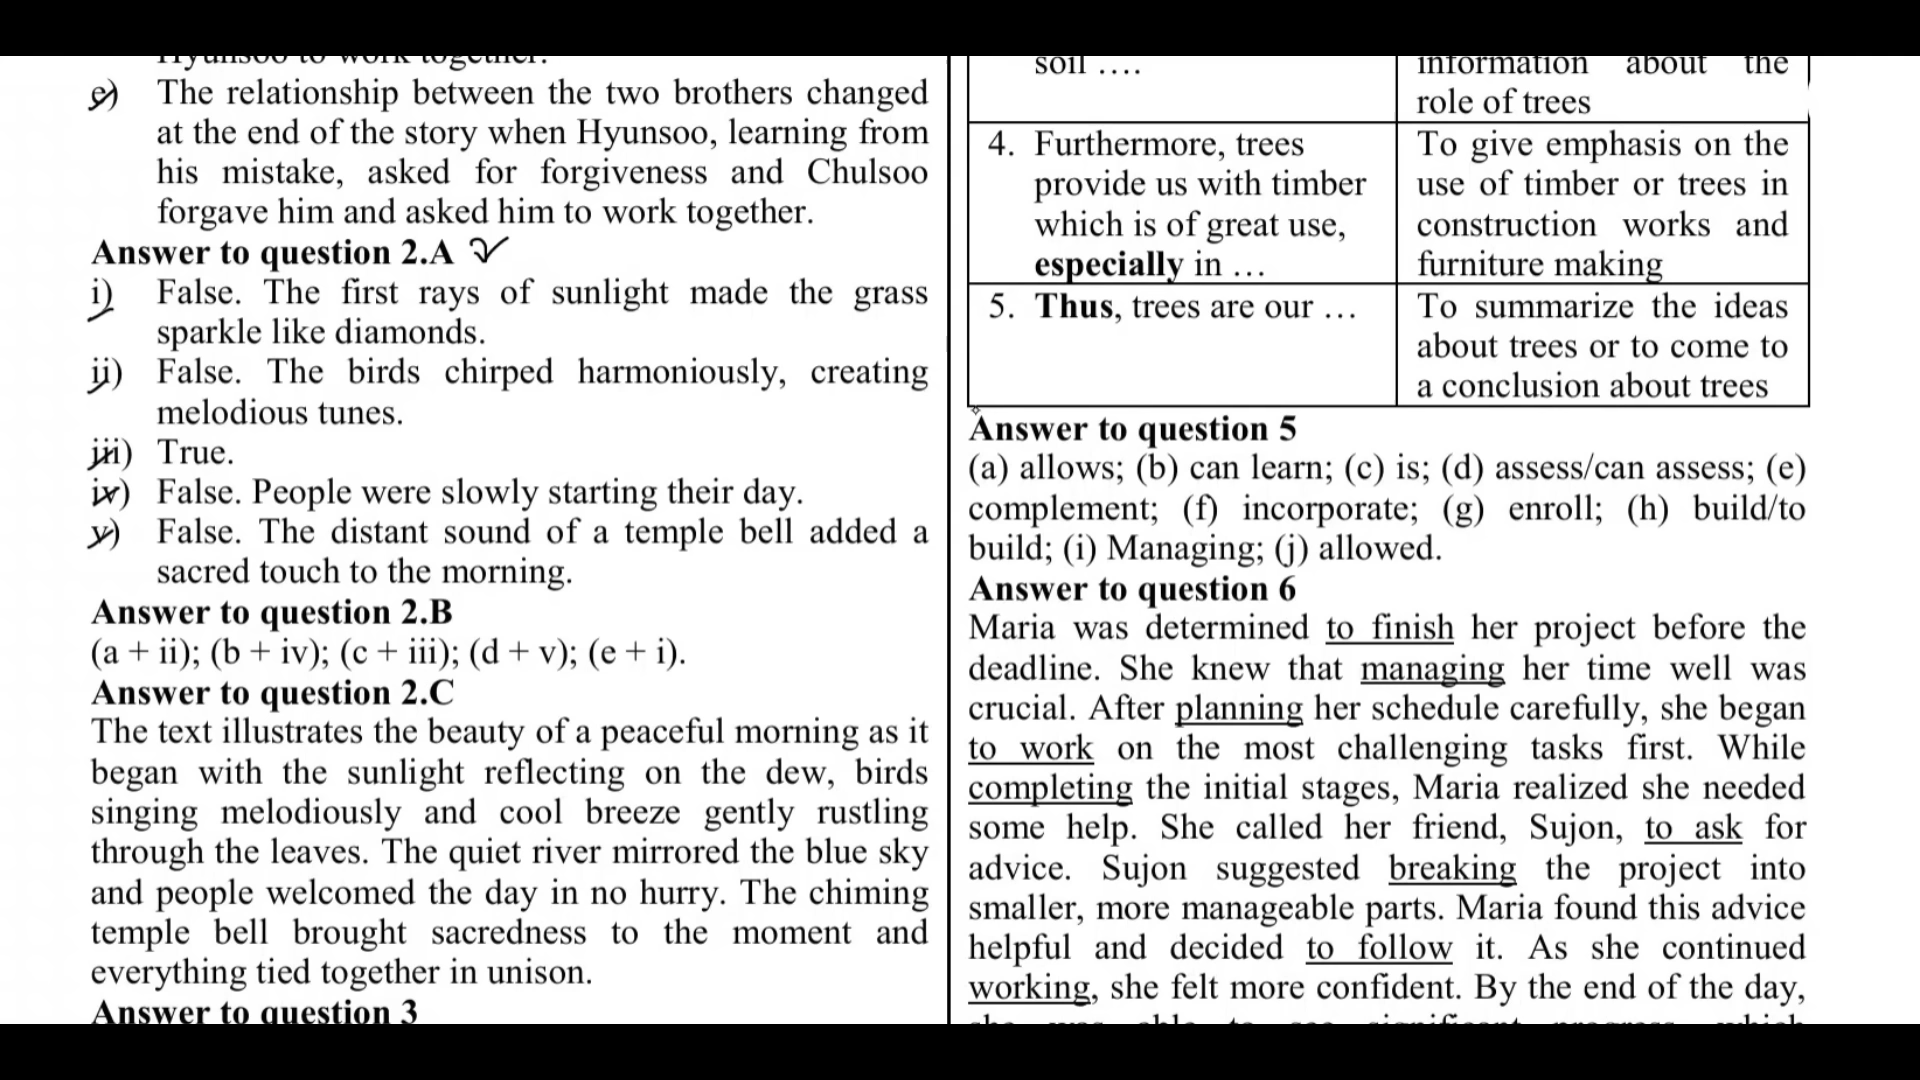 Hyunsoo to work together.
e) The relationship between the two brothers changed
at the end of the story when Hyunsoo, learning from
his mistake, asked for forgiveness and Chulsoo
forgave him and asked him to work together.
Answer to question 2.A
i) False. The first rays of sunlight made the grass
sparkle like diamonds.
ii) False. The birds chirped harmoniously, creating
melodious tunes.
iii) True.
iv) False. People were slowly starting their day.
v) False. The distant sound of a temple bell added a
sacred touch to the morning.
Answer to question 2.B
(a + ii); (b + iv); (c + iii); (d + v); (e + i).
Answer to question 2.C
The text illustrates the beauty of a peaceful morning as it
began with the sunlight reflecting on the dew, birds
singing melodiously and cool breeze gently rustling
through the leaves. The quiet river mirrored the blue sky
and people welcomed the day in no hurry. The chiming
temple bell brought sacredness to the moment and
everything tied together in unison.
Answer to question 3
soil ....
information about the
role of trees
4. Furthermore, trees
provide us with timber
which is of great use,
especially in ...
To give emphasis on the
use of timber or trees in
construction works and
furniture making
5. Thus, trees are our ...
To summarize the ideas
about trees or to come to
a conclusion about trees
Answer to question 5
(a) allows; (b) can learn; (c) is; (d) assess/can assess; (e)
complement; (f) incorporate; (g) enroll; (h) build/to
build; (i) Managing; (j) allowed.
Answer to question 6
Maria was determined to finish her project before the
deadline. She knew that managing her time well was
crucial. After planning her schedule carefully, she began
to work on the most challenging tasks first. While
completing the initial stages, Maria realized she needed
some help. She called her friend, Sujon, to ask for
advice. Sujon suggested breaking the project into
smaller, more manageable parts. Maria found this advice
helpful and decided to follow it. As she continued
working, she felt more confident. By the end of the day,
she was able to see significant progress, which